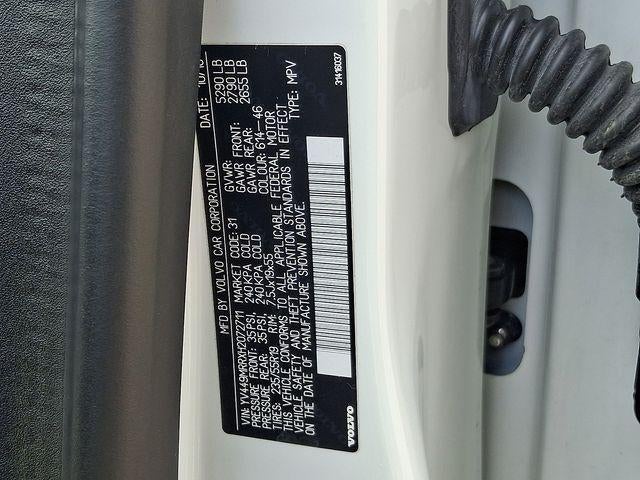 MFD BY VOLVO CAR CORPORATION DATE: 10/16
VIN: YV449MRRXH2072711 MARKET CODE: 31 GVWR: 5290 LB
PRESSURE FRONT: 35PSI, 240KPA COLD GAWR FRONT: 2790 LB
PRESSURE REAR: 35PSI, 240KPA COLD GAWR REAR: 2655 LB
TIRES: 235/55R19 RIM: 7,5Jx19x55 COLOUR: 614-46
THIS VEHICLE CONFORMS TO ALL APPLICABLE FEDERAL MOTOR
VEHICLE SAFETY AND THEFT PREVENTION STANDARDS IN EFFECT
ON THE DATE OF MANUFACTURE SHOWN ABOVE. TYPE: MPV
VOLVO 31416037